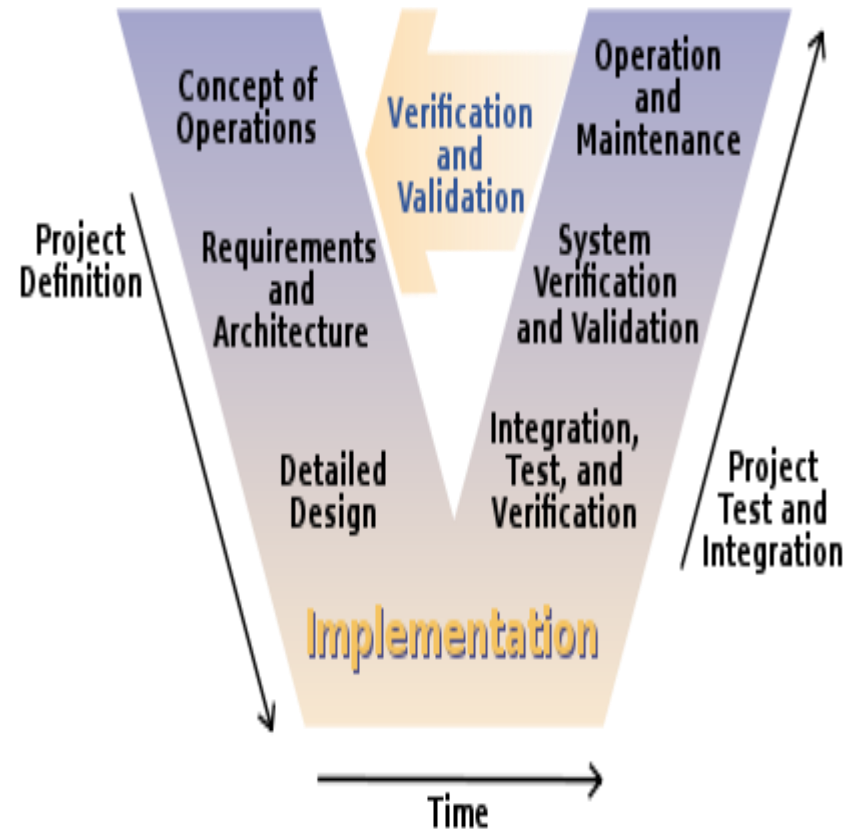 Concept of
Operations
Verification
and
Validation
Operation
and
Maintenance
Project
Definition
Requirements
and
Architecture
System
Verification
and Validation
Detailed
Design
Integration,
Test, and
Verification
Project
Test and
Integration
Implementation
Time